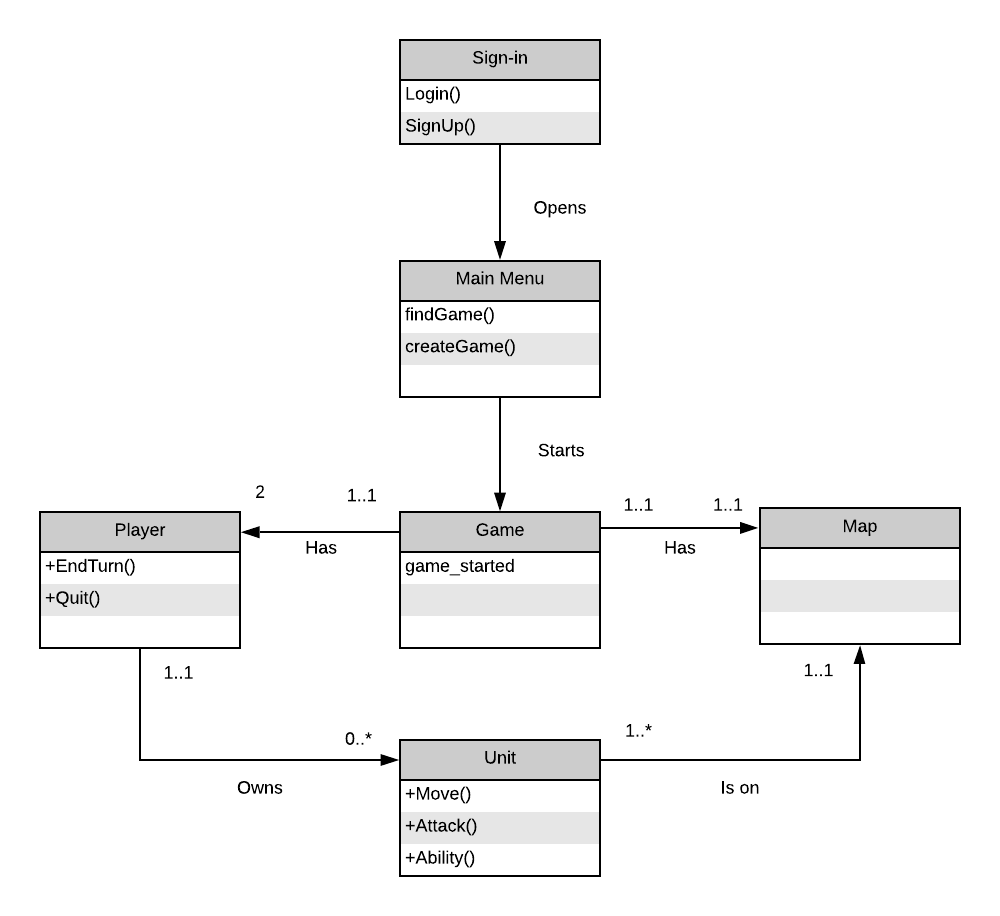 Sign-in
Login()
SignUp()
Opens
Main Menu
findGame()
createGame()
Starts
2
1..1
1..1
1..1
Player
Has
Game
Has
Map
+EndTurn()
+Quit()
game_started
1..1
1..1
0..*
1..*
Owns
Unit
Is on
+Move()
+Attack()
+Ability()